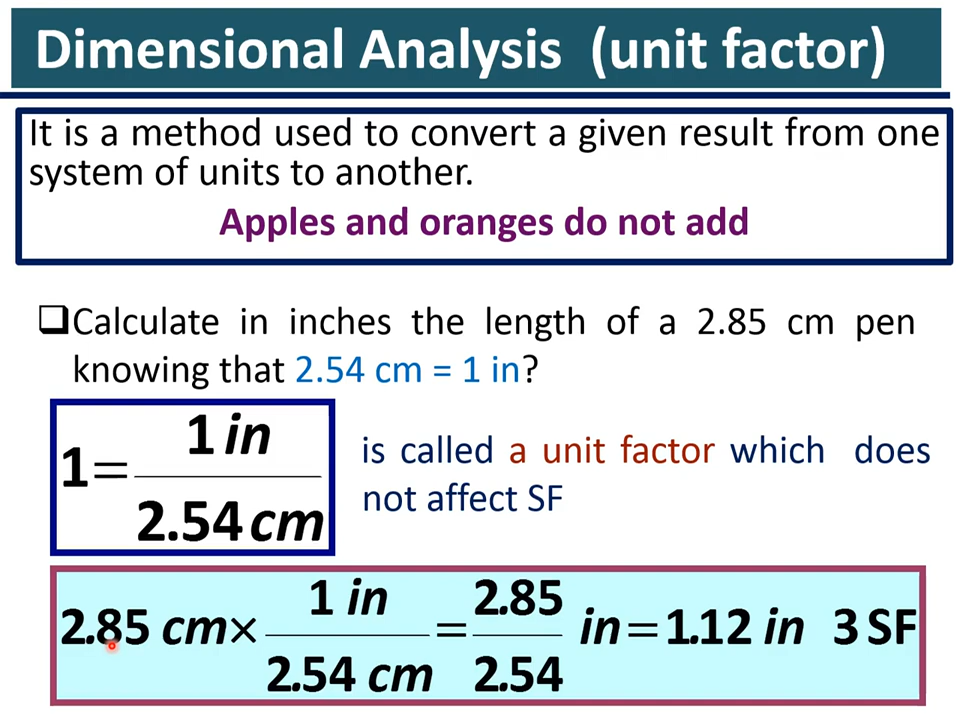 Dimensional Analysis (unit factor)
It is a method used to convert a given result from one
system of units to another.
Apples and oranges do not add
❑Calculate in inches the length of a 2.85 cm pen
knowing that 2.54 cm = 1 in?
1 = 1 in / 2.54 cm
is called a unit factor which does
not affect SF
2.85 cm × 1 in / 2.54 cm = 2.85 / 2.54 in = 1.12 in 3 SF